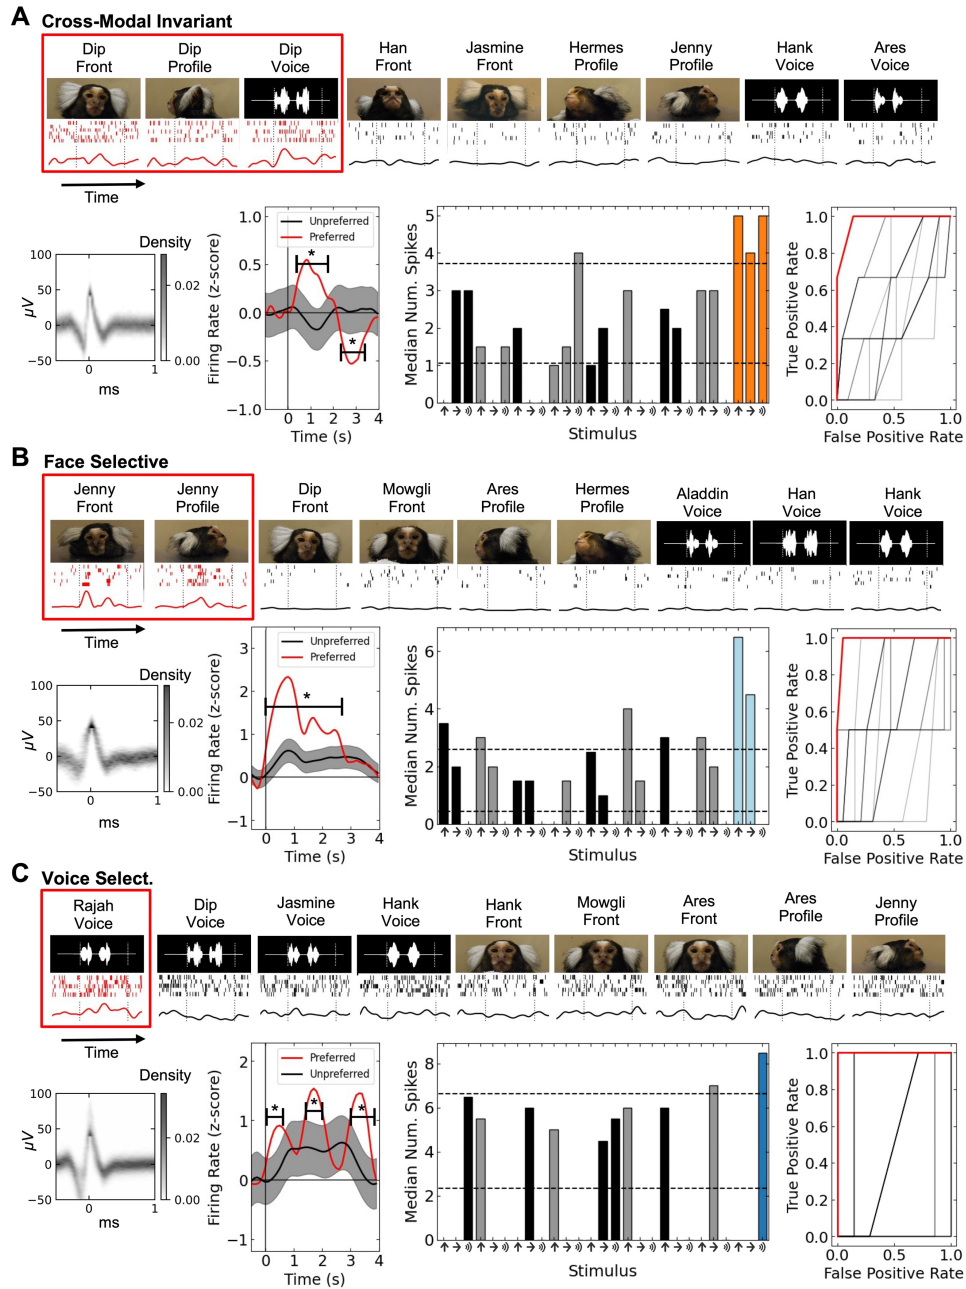 A
Cross-Modal Invariant
Dip Front
Dip Profile
Dip Voice
Han Front
Jasmine Front
Hermes Profile
Jenny Profile
Hank Voice
Ares Voice
Time
Density
100
50
0
−50
µV
0
1
ms
0.02
0.00
Firing Rate (z-score)
1.0
0.5
0.0
−0.5
−1.0
Unpreferred
Preferred
*
*
0 1 2 3 4
Time (s)
Median Num. Spikes
5
4
3
2
1
0
Stimulus
True Positive Rate
1.0
0.8
0.6
0.4
0.2
0.0
0.0 0.5 1.0
False Positive Rate
B
Face Selective
Jenny Front
Jenny Profile
Dip Front
Mowgli Front
Ares Profile
Hermes Profile
Aladdin Voice
Han Voice
Hank Voice
Time
Density
100
50
0
−50
µV
0
1
ms
0.02
0.00
Firing Rate (z-score)
3
2
1
0
−1
Unpreferred
Preferred
*
0 1 2 3 4
Time (s)
Median Num. Spikes
6
4
2
0
Stimulus
True Positive Rate
1.0
0.8
0.6
0.4
0.2
0.0
0.0 0.5 1.0
False Positive Rate
C
Voice Select.
Rajah Voice
Dip Voice
Jasmine Voice
Hank Voice
Hank Front
Mowgli Front
Ares Front
Ares Profile
Jenny Profile
Time
Density
100
50
0
−50
µV
0
1
ms
0.02
0.00
Firing Rate (z-score)
2
1
0
−1
Preferred
Unpreferred
* * *
0 1 2 3 4
Time (s)
Median Num. Spikes
8
6
4
2
0
Stimulus
True Positive Rate
1.0
0.8
0.6
0.4
0.2
0.0
0.0 0.5 1.0
False Positive Rate